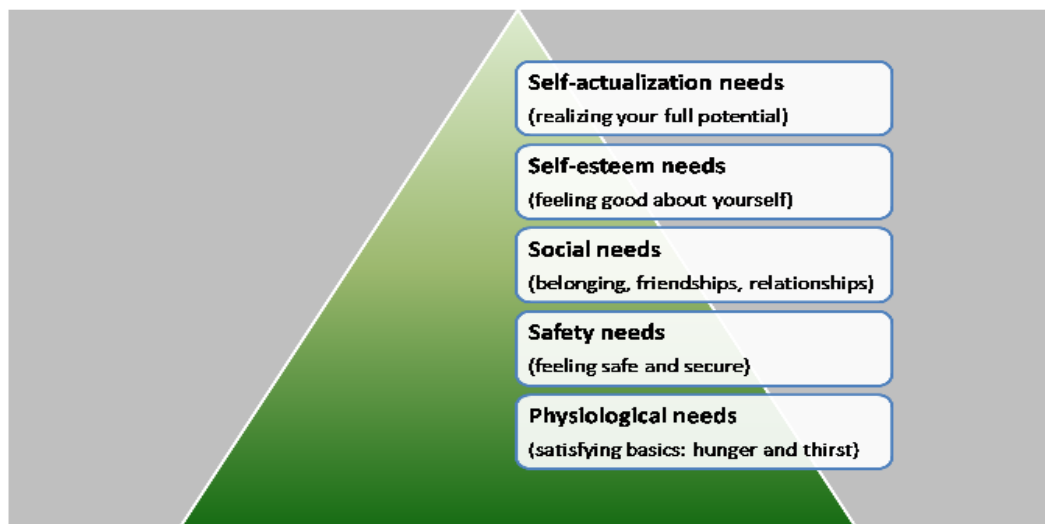 Self-actualization needs
(realizing your full potential)
Self-esteem needs
(feeling good about yourself)
Social needs
(belonging, friendships, relationships)
Safety needs
(feeling safe and secure)
Physiological needs
(satisfying basics: hunger and thirst)